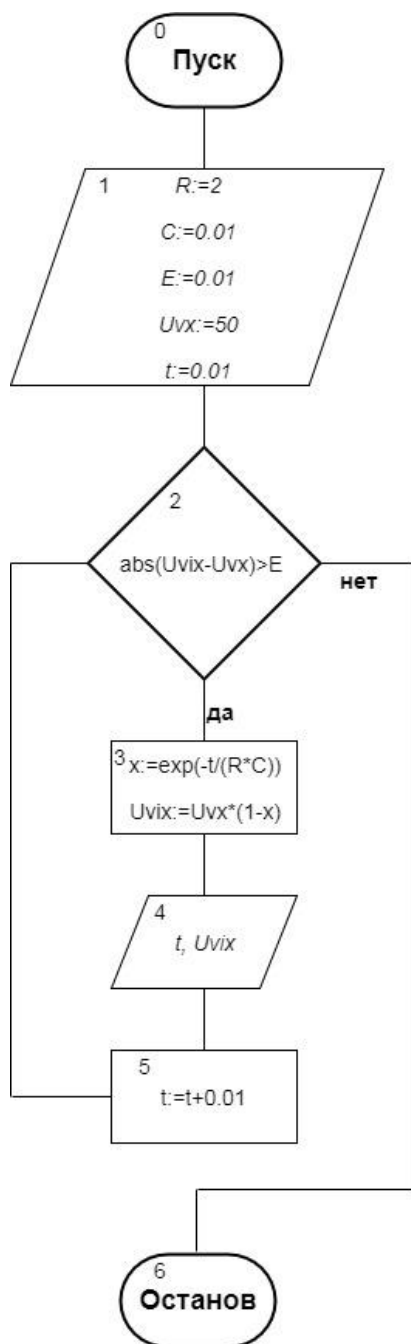 0
Пуск
1 R:=2
C:=0.01
E:=0.01
Uvx:=50
t:=0.01
2
abs(Uvix-Uvx)>E
нет
да
3 x:=exp(-t/(R*C))
Uvix:=Uvx*(1-x)
4
t, Uvix
5
t:=t+0.01
6
Останов